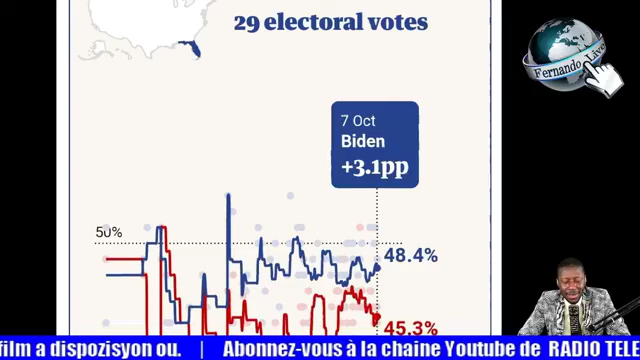 29 electoral votes
Fernando Live
7 Oct
Biden
+3.1pp
50%
48.4%
45.3%
film a dispozisyon ou. | Abonnez-vous à la chaine Youtube de RADIO TELE